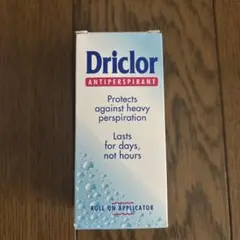 Driclor
ANTIPERSPIRANT
Protects
against heavy
perspiration
Lasts
for days,
not hours
ROLL ON APPLICATOR